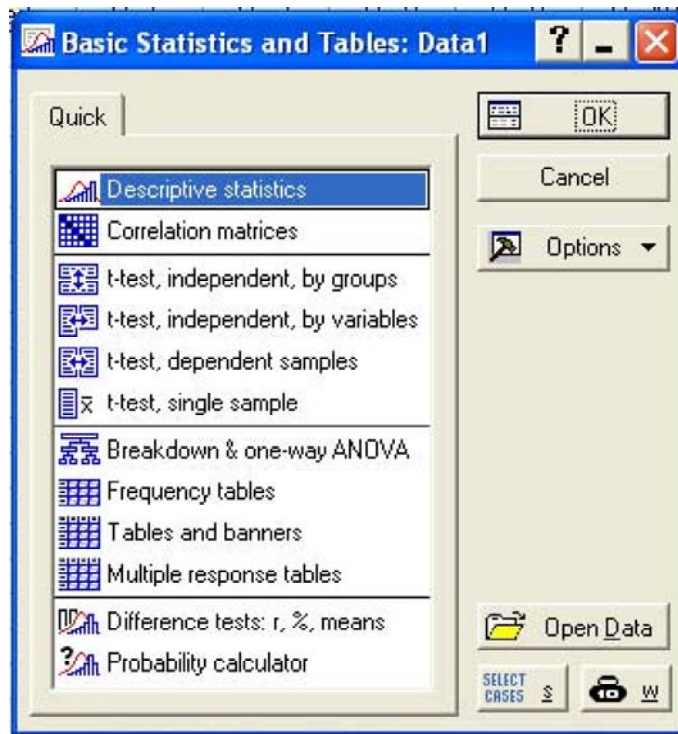 Basic Statistics and Tables: Data1
Quick
Descriptive statistics
Correlation matrices
t-test, independent, by groups
t-test, independent, by variables
t-test, dependent samples
t-test, single sample
Breakdown & one-way ANOVA
Frequency tables
Tables and banners
Multiple response tables
Difference tests: r, %, means
Probability calculator
OK
Cancel
Options
Open Data
SELECT
CASES S
W